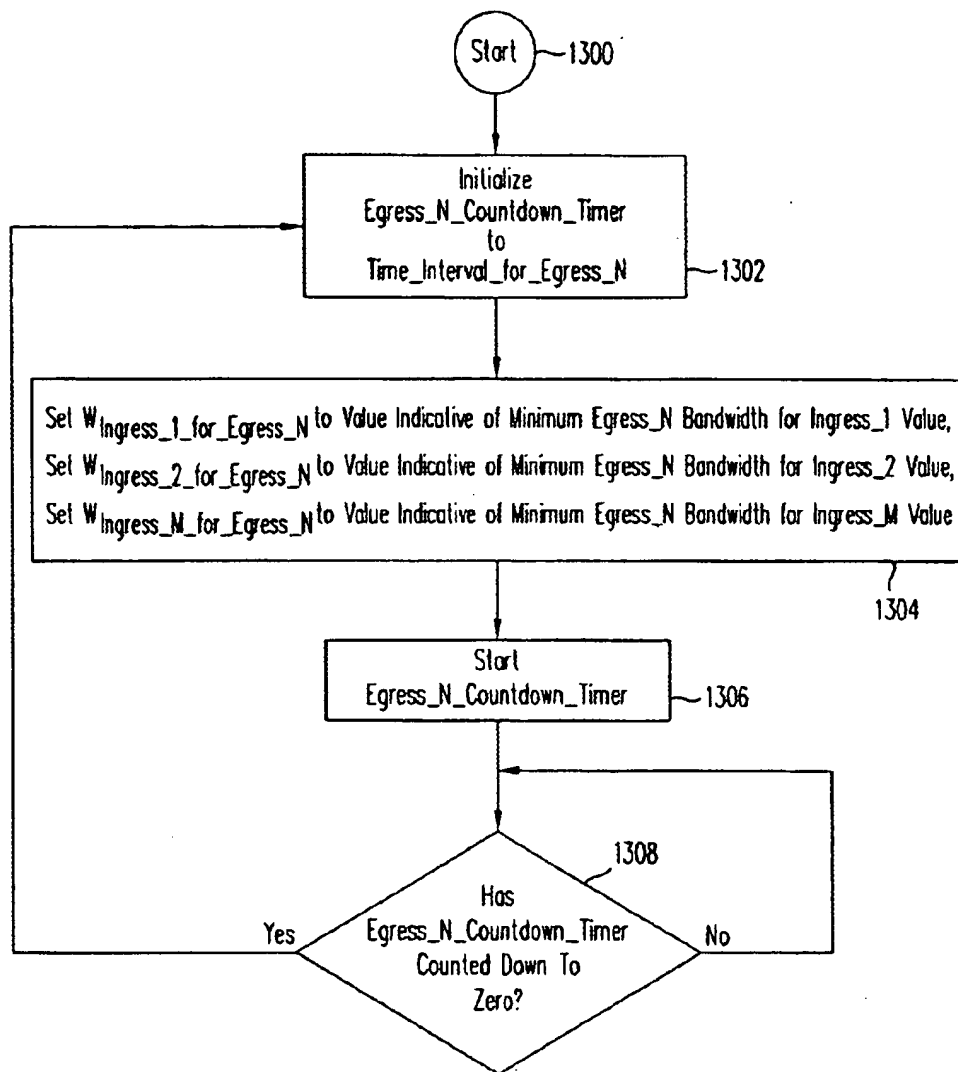 Start
1300
Initialize
Egress_N_Countdown_Timer
to
Time_Interval_for_Egress_N
1302
Set W Ingress_1_for_Egress_N to Value Indicative of Minimum Egress_N Bandwidth for Ingress_1 Value,
Set W Ingress_2_for_Egress_N to Value Indicative of Minimum Egress_N Bandwidth for Ingress_2 Value,
Set W Ingress_M_for_Egress_N to Value Indicative of Minimum Egress_N Bandwidth for Ingress_M Value
1304
Start
Egress_N_Countdown_Timer
1306
1308
Has
Yes
Egress_N_Countdown_Timer
No
Counted Down To
Zero?